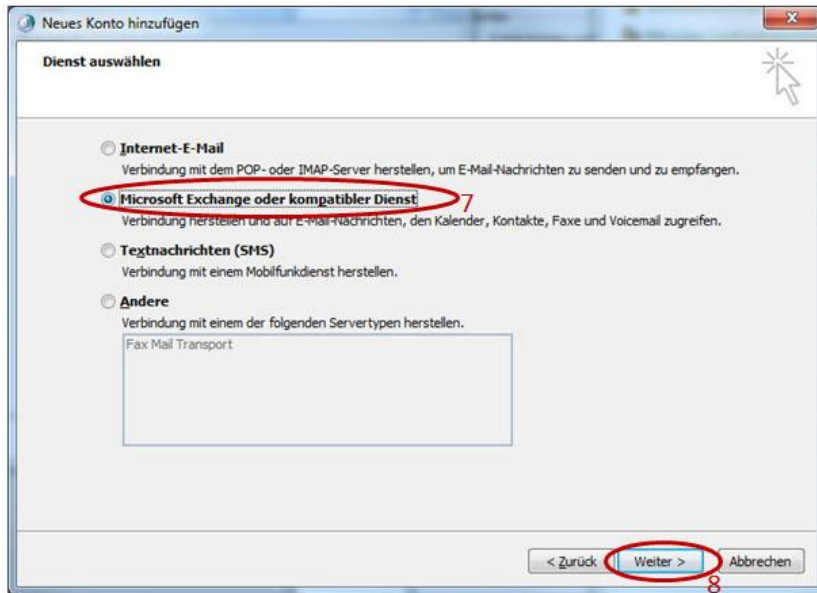 Neues Konto hinzufügen
Dienst auswählen
Internet-E-Mail
Verbindung mit dem POP- oder IMAP-Server herstellen, um E-Mail-Nachrichten zu senden und zu empfangen.
Microsoft Exchange oder kompatibler Dienst 7
Verbindung herstellen und auf E-Mail-Nachrichten, den Kalender, Kontakte, Faxe und Voicemail zugreifen.
Textnachrichten (SMS)
Verbindung mit einem Mobilfunkdienst herstellen.
Andere
Verbindung mit einem der folgenden Servertypen herstellen.
Fax Mail Transport
< Zurück Weiter > Abbrechen
8